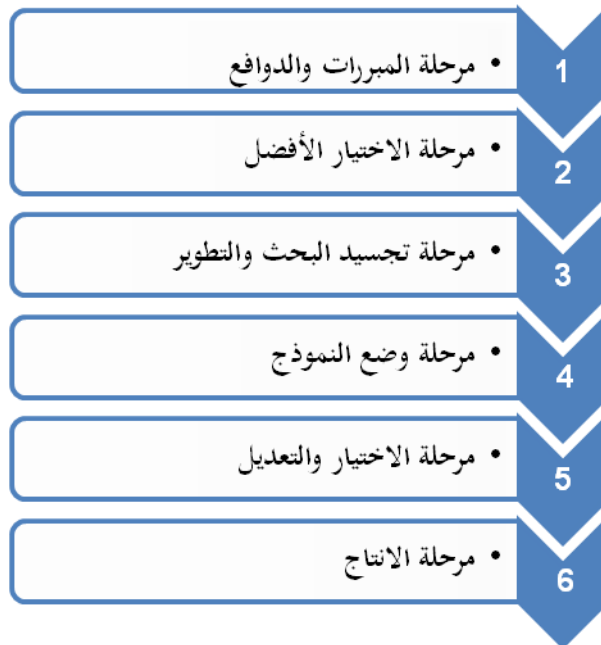 1
• مرحلة المبررات والدوافع
2
• مرحلة الاختيار الأفضل
3
• مرحلة تجسيد البحث والتطوير
4
• مرحلة وضع النموذج
5
• مرحلة الاختيار والتعديل
6
• مرحلة الانتاج